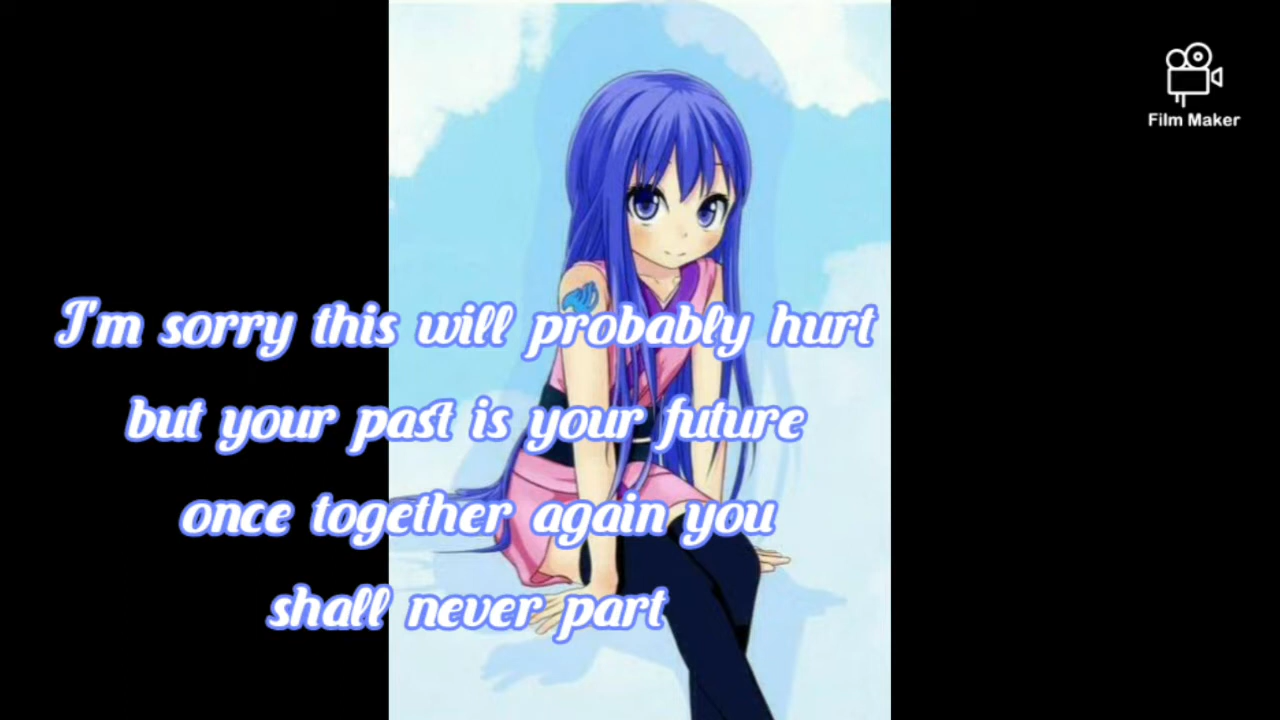 Film Maker
I'm sorry this will probably hurt
but your past is your future
once together again you
shall never part